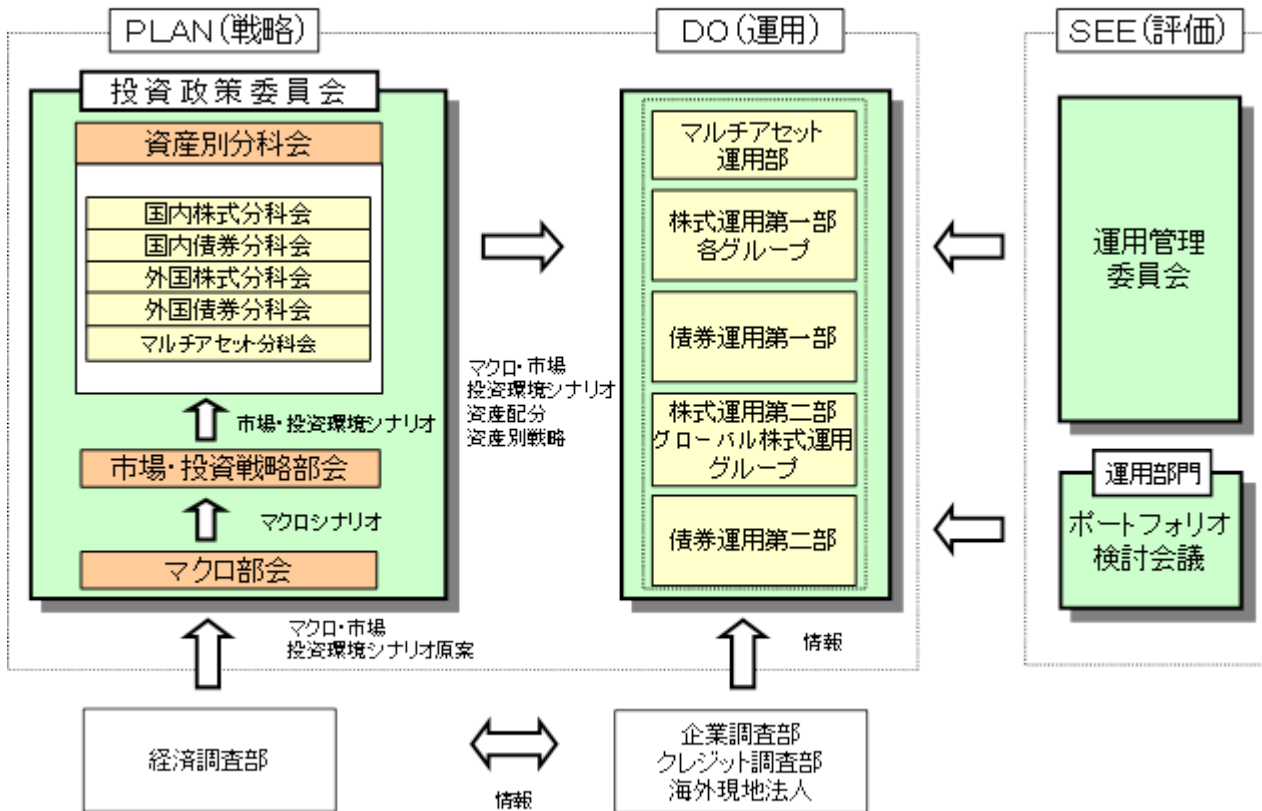 PLAN(戦略)
投資政策委員会
資産別分科会
国内株式分科会
国内債券分科会
外国株式分科会
外国債券分科会
マルチアセット分科会
市場・投資環境シナリオ
市場・投資戦略部会
マクロシナリオ
マクロ部会
マクロ・市場
投資環境シナリオ原案
経済調査部
マクロ・市場
投資環境シナリオ
資産配分
資産別戦略
情報
DO(運用)
マルチアセット
運用部
株式運用第一部
各グループ
債券運用第一部
株式運用第二部
グローバル株式運用
グループ
債券運用第二部
情報
企業調査部
クレジット調査部
海外現地法人
SEE(評価)
運用管理
委員会
運用部門
ポートフォリオ
検討会議